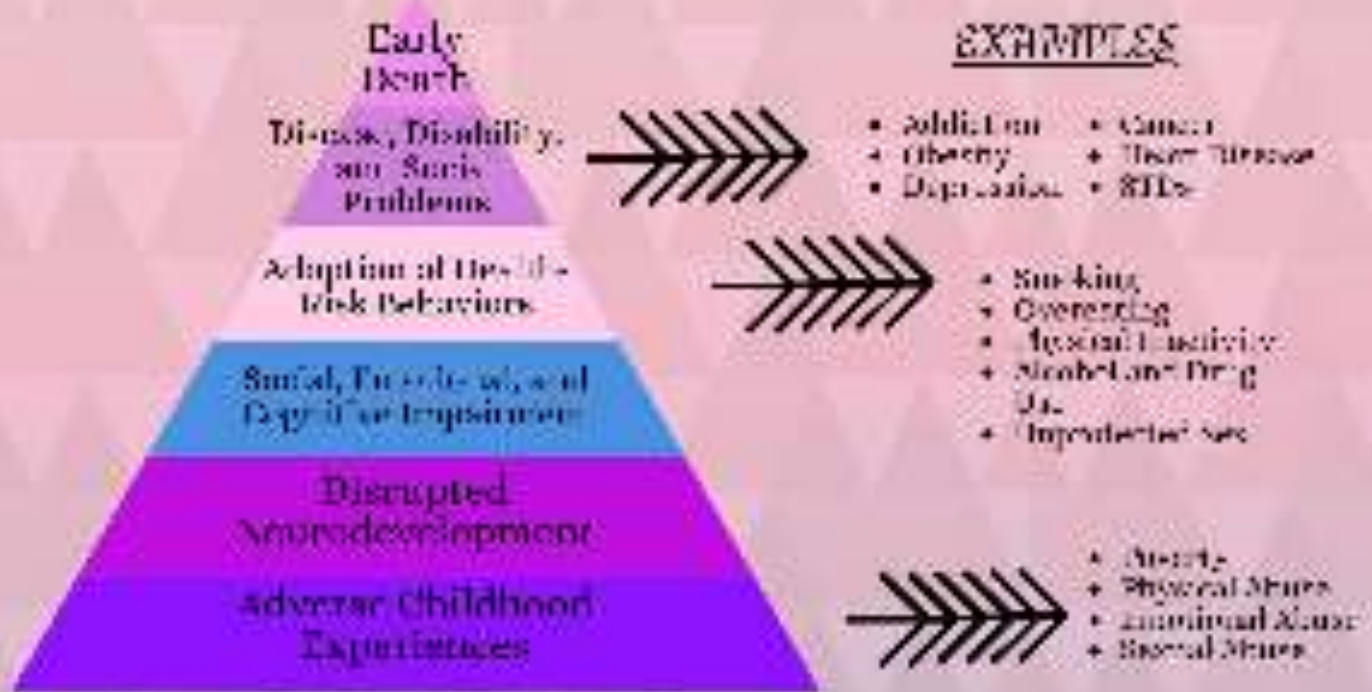 Early
Death
Disease, Disability,
and Social
Problems
Adoption of Health-
Risk Behaviors
Social, Emotional, and
Cognitive Impairment
Disrupted
Neurodevelopment
Adverse Childhood
Experiences
EXAMPLES
• Addiction
• Obesity
• Depression
• Cancer
• Heart Disease
• STDs
• Smoking
• Overeating
• Physical Inactivity
• Alcohol and Drug
Use
• Unprotected Sex
• Poverty
• Physical Abuse
• Emotional Abuse
• Sexual Abuse